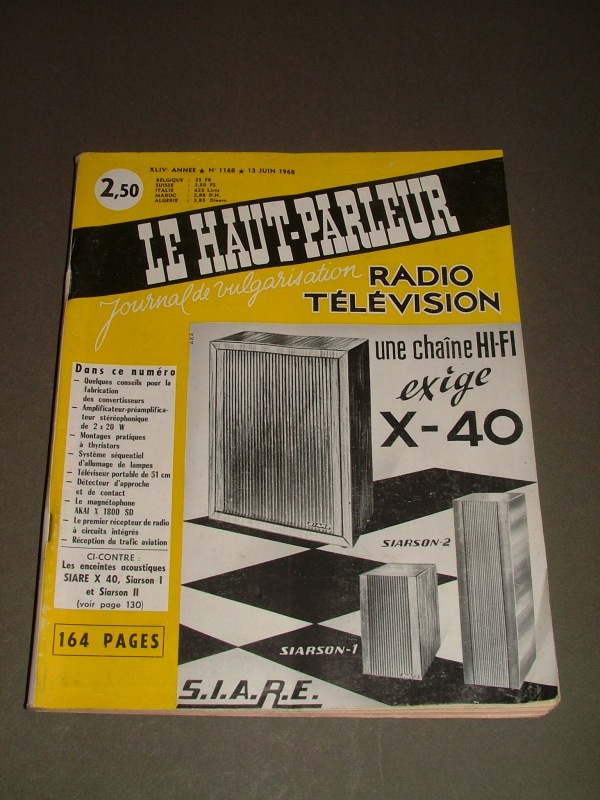 XLIVe ANNEE ★ N° 1168 ★ 13 JUIN 1968
2,50
BELGIQUE : 35 FB
SUISSE : 3,50 FS
ITALIE : 625 Lires
MAROC : 2,88 D.H.
ALGERIE : 2,85 Dinars
LE HAUT-PARLEUR
Journal de vulgarisation
RADIO
TÉLÉVISION
Dans ce numéro
— Quelques conseils pour la
fabrication
des convertisseurs
— Amplificateur-préamplifica-
teur stéréophonique
de 2 x 20 W
— Montages pratiques
à thyristors
— Système séquentiel
d'allumage de lampes
— Téléviseur portable de 51 cm
— Détecteur d'approche
et de contact
— Le magnétophone
AKAI X 1800 SD
— Le premier récepteur de radio
à circuits intégrés
— Réception du trafic aviation
CI-CONTRE :
Les enceintes acoustiques
SIARE X 40, Siarson I
et Siarson II
(voir page 130)
164 PAGES
une chaîne HI-FI
exige
X-40
S.I.A.R.E.
SIARSON-2
SIARSON-1
S.I.A.R.E.